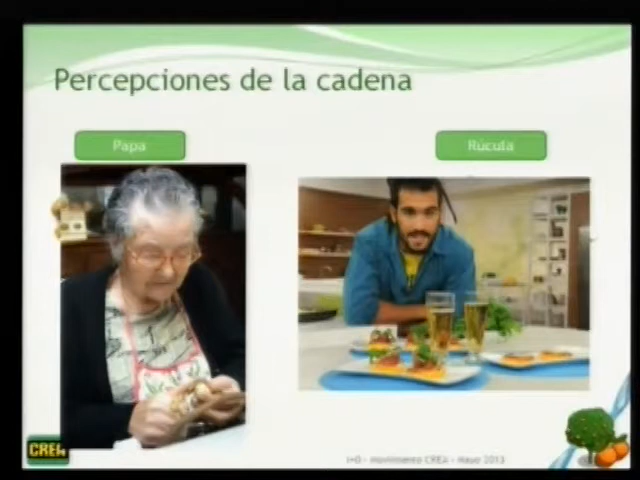 Percepciones de la cadena
Papa
Rúcula
CREA
I+D - movimiento CREA - mayo 2013